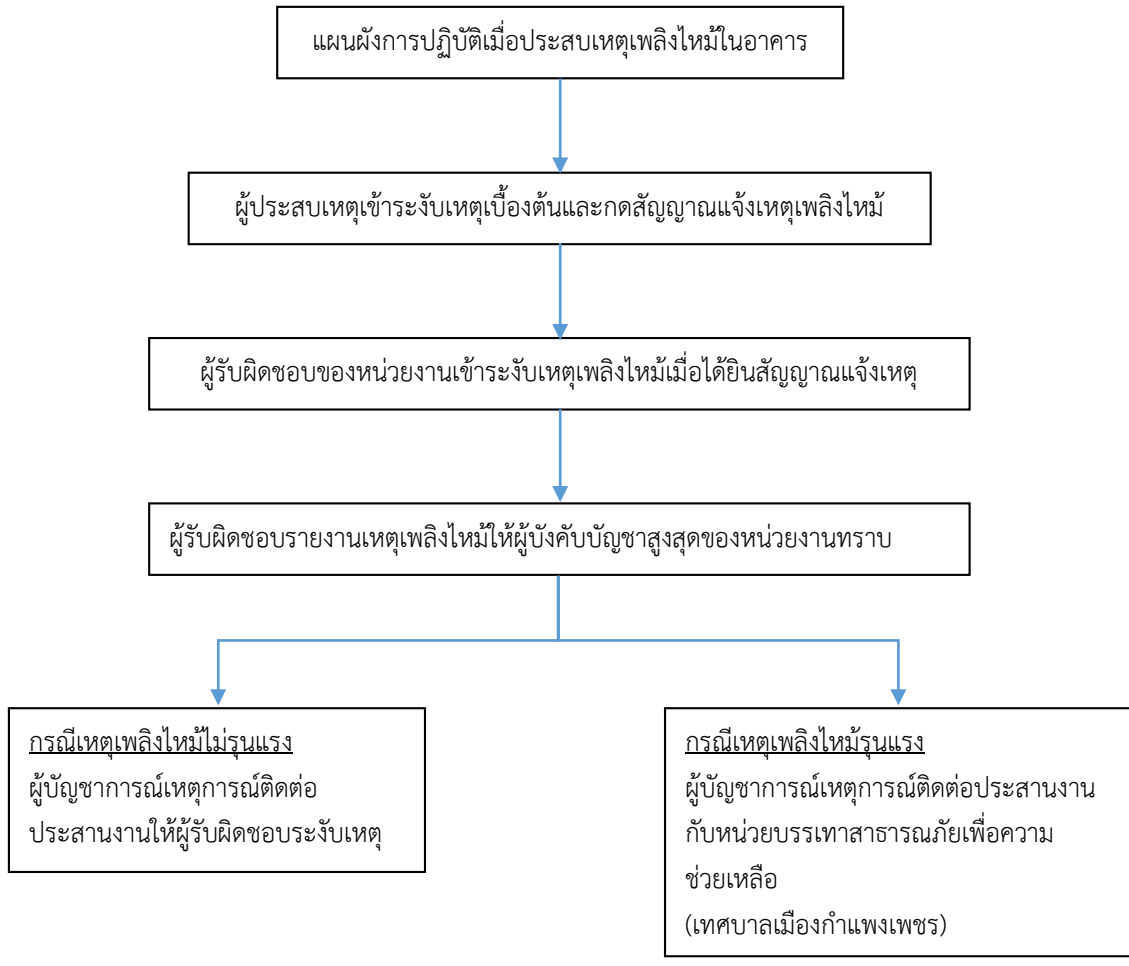 แผนผังการปฏิบัติเมื่อประสบเหตุเพลิงไหม้ในอาคาร
ผู้ประสบเหตุเข้าระงับเหตุเบื้องต้นและกดสัญญาณแจ้งเหตุเพลิงไหม้
ผู้รับผิดชอบของหน่วยงานเข้าระงับเหตุเพลิงไหม้เมื่อได้ยินสัญญาณแจ้งเหตุ
ผู้รับผิดชอบรายงานเหตุเพลิงไหม้ให้ผู้บังคับบัญชาสูงสุดของหน่วยงานทราบ
กรณีเหตุเพลิงไหม้ไม่รุนแรง
ผู้บัญชาการณ์เหตุการณ์ติดต่อ
ประสานงานให้ผู้รับผิดชอบระงับเหตุ
กรณีเหตุเพลิงไหม้รุนแรง
ผู้บัญชาการณ์เหตุการณ์ติดต่อประสานงาน
กับหน่วยบรรเทาสาธารณภัยเพื่อความ
ช่วยเหลือ
(เทศบาลเมืองกำแพงเพชร)